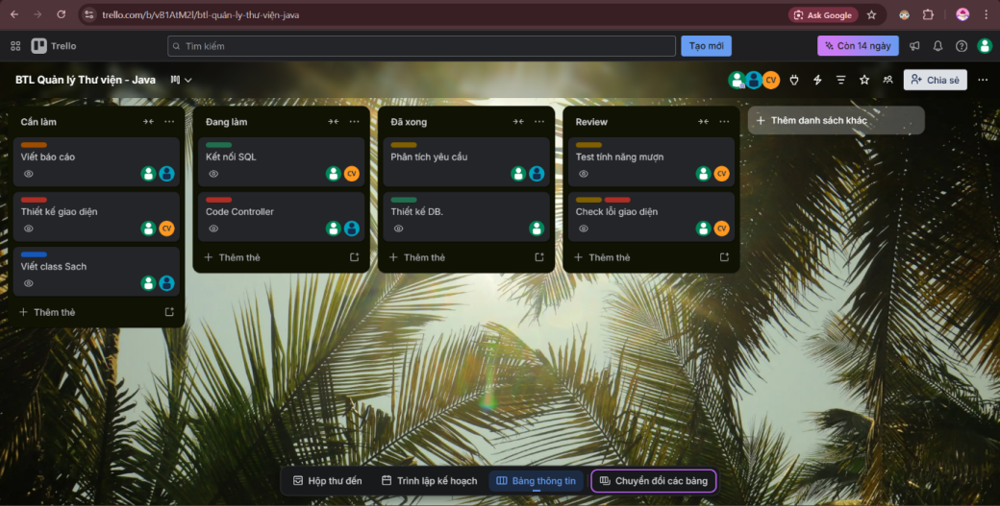 trello.com/b/v81AtM2l/btl-quản-ly-thư-viện-java
Ask Google
Trello
Tìm kiếm
Tạo mới
Còn 14 ngày
BTL Quản lý Thư viện - Java
CV
Chia sẻ
Cần làm
Viết báo cáo
Thiết kế giao diện
CV
Viết class Sach
Thêm thẻ
Đang làm
Kết nối SQL
CV
Code Controller
Thêm thẻ
Đã xong
Phân tích yêu cầu
Thiết kế DB.
Thêm thẻ
Review
Test tính năng mượn
CV
Check lỗi giao diện
CV
Thêm thẻ
Thêm danh sách khác
Hộp thư đến
Trình lập kế hoạch
Bảng thông tin
Chuyển đổi các bảng